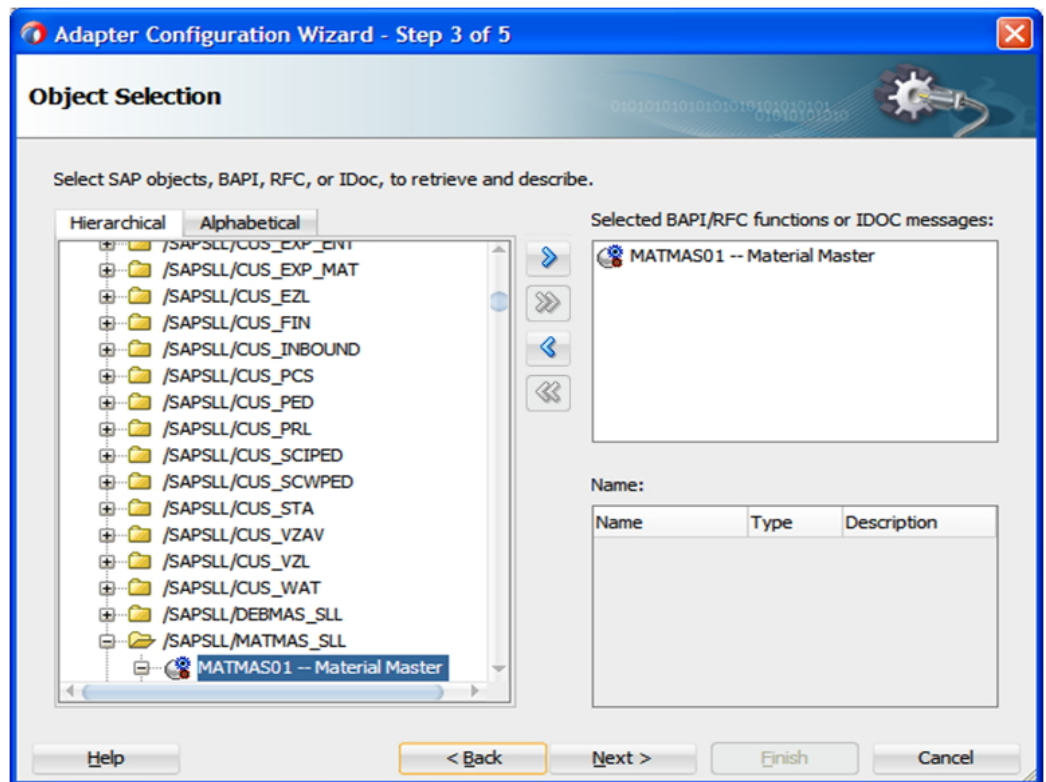 Adapter Configuration Wizard - Step 3 of 5
Object Selection
Select SAP objects, BAPI, RFC, or IDoc, to retrieve and describe.
Hierarchical
Alphabetical
/SAPSLL/CUS_EXP_ENT
/SAPSLL/CUS_EXP_MAT
/SAPSLL/CUS_EZL
/SAPSLL/CUS_FIN
/SAPSLL/CUS_INBOUND
/SAPSLL/CUS_PCS
/SAPSLL/CUS_PED
/SAPSLL/CUS_PRL
/SAPSLL/CUS_SCIPED
/SAPSLL/CUS_SCWPED
/SAPSLL/CUS_STA
/SAPSLL/CUS_VZAV
/SAPSLL/CUS_VZL
/SAPSLL/CUS_WAT
/SAPSLL/DEBMAS_SLL
/SAPSLL/MATMAS_SLL
MATMAS01 -- Material Master
Selected BAPI/RFC functions or IDOC messages:
MATMAS01 -- Material Master
Name:
Name Type Description
Help
< Back
Next >
Finish
Cancel